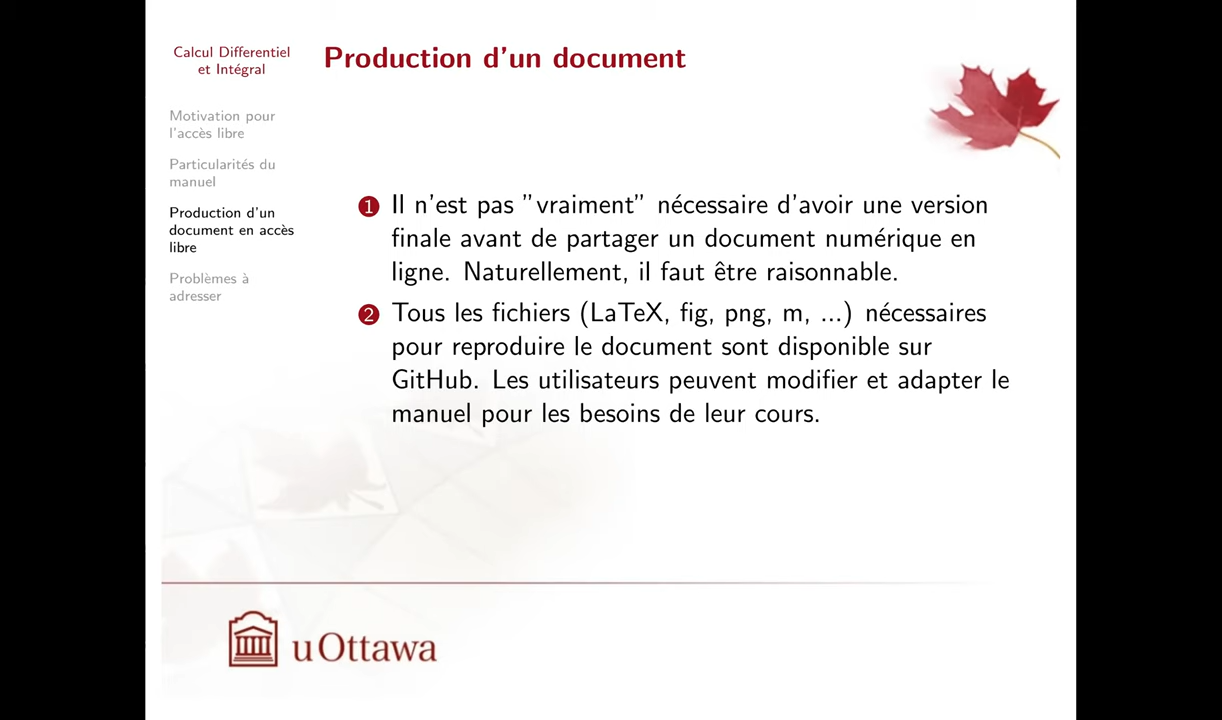 Calcul Differentiel
et Intégral
Motivation pour
l'accès libre
Particularités du
manuel
Production d'un
document en accès
libre
Problèmes à
adresser
Production d'un document
1 Il n'est pas "vraiment" nécessaire d'avoir une version
finale avant de partager un document numérique en
ligne. Naturellement, il faut être raisonnable.
2 Tous les fichiers (LaTeX, fig, png, m, ...) nécessaires
pour reproduire le document sont disponible sur
GitHub. Les utilisateurs peuvent modifier et adapter le
manuel pour les besoins de leur cours.
uOttawa